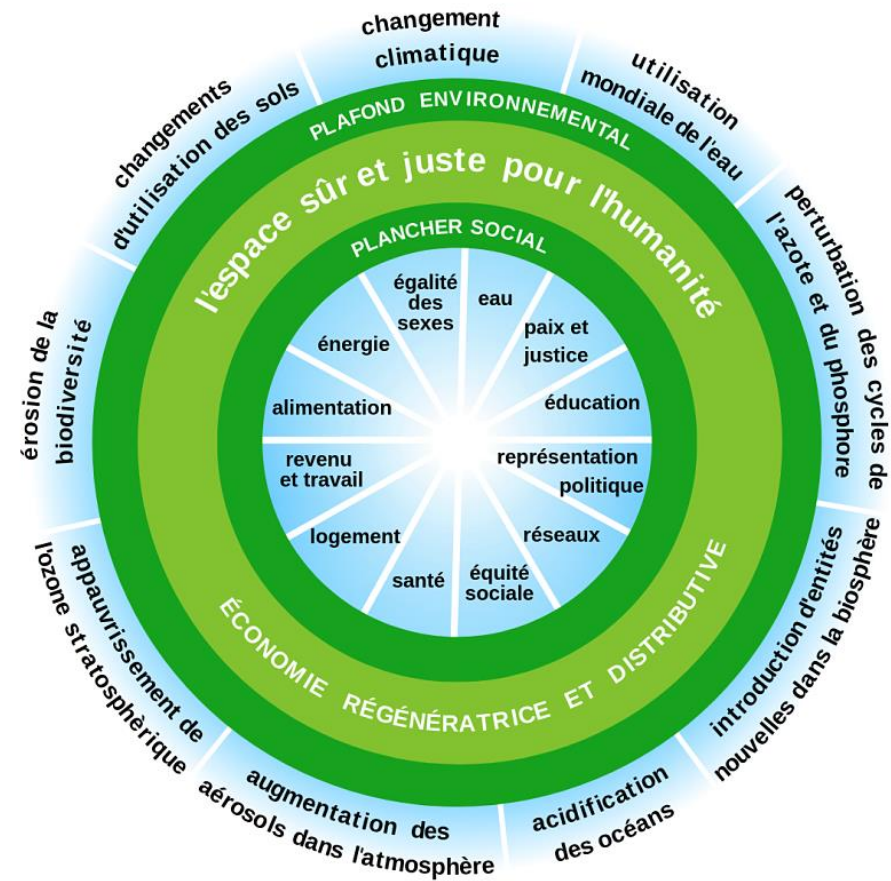 changement
climatique
utilisation
mondiale de l'eau
perturbation des cycles de
l'azote et du phosphore
introduction d'entités
nouvelles dans la biosphère
acidification
des océans
augmentation des
aérosols dans l'atmosphère
appauvrissement de
l'ozone stratosphèrique
érosion de la
biodiversité
changements
d'utilisation des sols
PLAFOND ENVIRONNEMENTAL
l'espace sûr et juste pour l'humanité
PLANCHER SOCIAL
égalité
des
sexes
eau
paix et
justice
éducation
représentation
politique
réseaux
équité
sociale
santé
logement
revenu
et travail
alimentation
énergie
ÉCONOMIE RÉGÉNÉRATRICE ET DISTRIBUTIVE